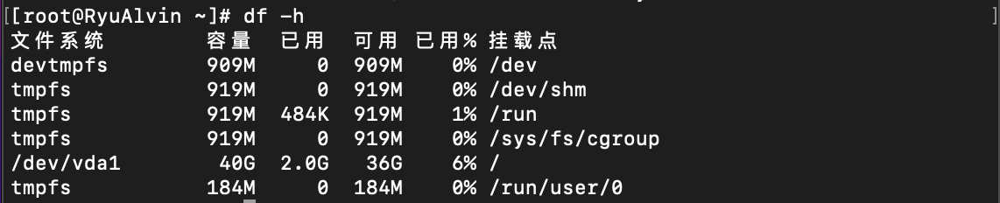 [[root@RyuAlvin ~]# df -h ]
文件系统 容量 已用 可用 已用% 挂载点
devtmpfs 909M 0 909M 0% /dev
tmpfs 919M 0 919M 0% /dev/shm
tmpfs 919M 484K 919M 1% /run
tmpfs 919M 0 919M 0% /sys/fs/cgroup
/dev/vda1 40G 2.0G 36G 6% /
tmpfs 184M 0 184M 0% /run/user/0